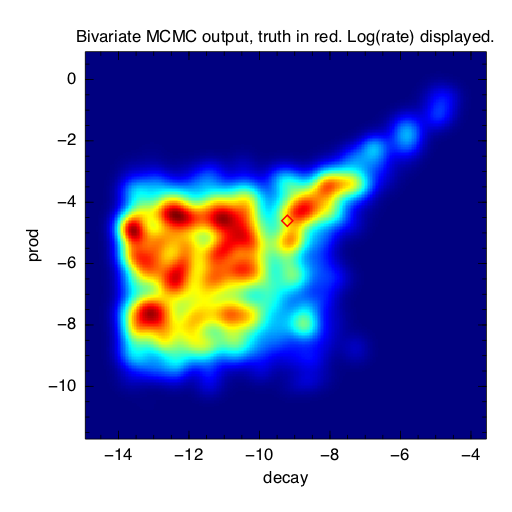 Bivariate MCMC output, truth in red. Log(rate) displayed.
0
−2
−4
−6
−8
−10
prod
−14 −12 −10 −8 −6 −4
decay